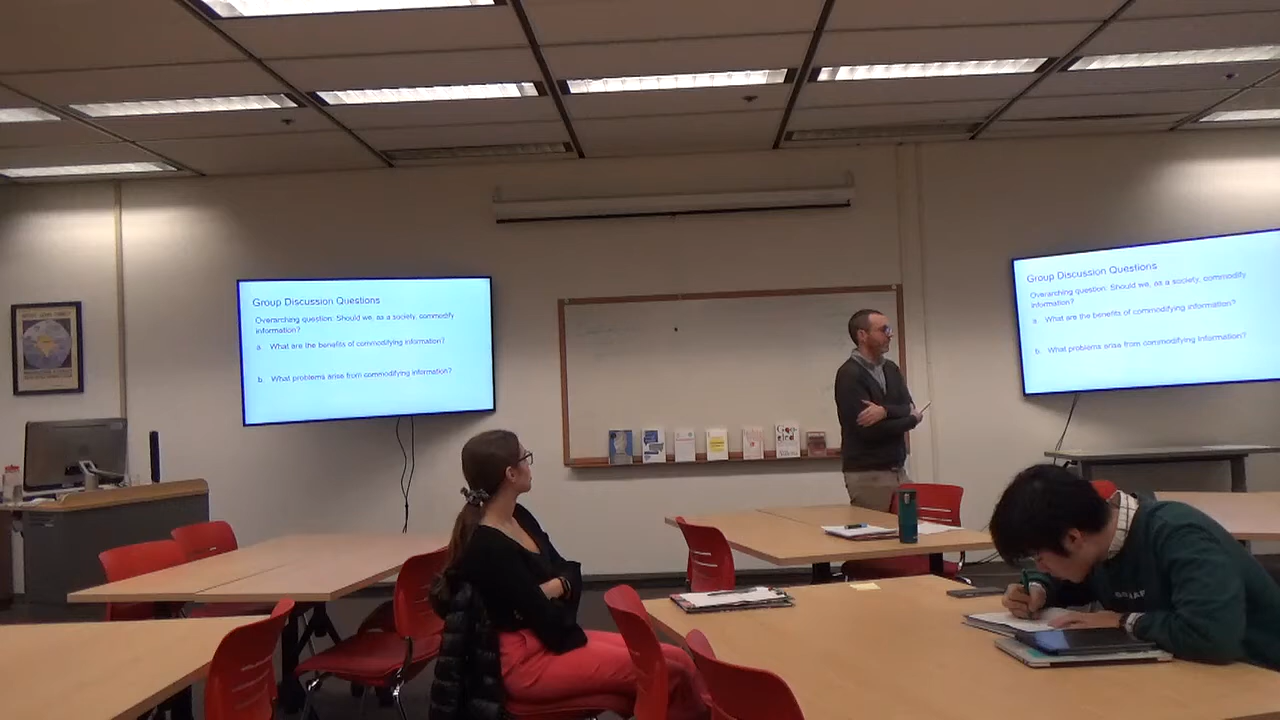 Group Discussion Questions
Overarching question: Should we, as a society, commodify
information?
a. What are the benefits of commodifying information?
b. What problems arise from commodifying information?
Group Discussion Questions
Overarching question: Should we, as a society, commodify
information?
a. What are the benefits of commodifying information?
b. What problems arise from commodifying information?